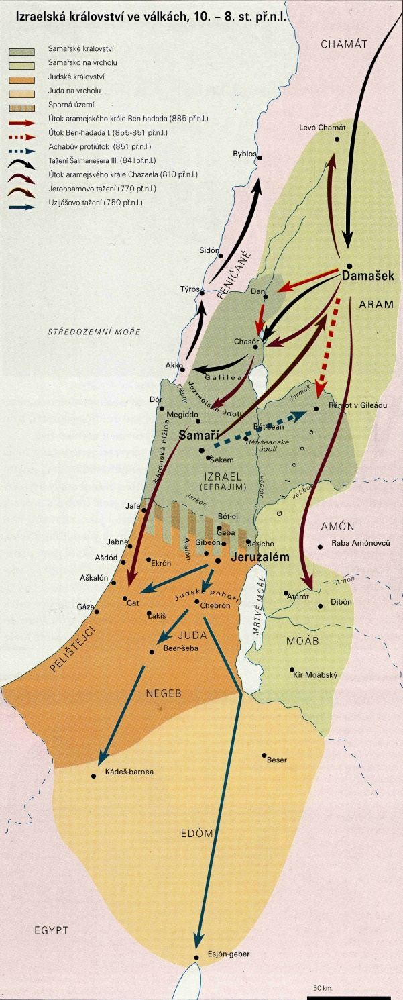 Izraelská království ve válkách, 10. – 8. st. př.n.l.
Samařské království
Samařsko na vrcholu
Judské království
Juda na vrcholu
Sporná území
Útok aramejského krále Ben-hadada (885 př.n.l.)
Útok Ben-hadada I. (855-851 př.n.l.)
Achabův protiútok (851 př.n.l.)
Tažení Šalmanesera III. (841př.n.l.)
Útok aramejského krále Chazaela (810 př.n.l.)
Jeroboámovo tažení (770 př.n.l.)
Uzijášovo tažení (750 př.n.l.)
CHAMÁT
Levó Chamát
Byblos
Sidón
FENIČANÉ
Damašek
Týros
Dan
ARAM
STŘEDOZEMNÍ MOŘE
Chasór
Akko
Galilea
Kišon
Jezreelské údolí
Jarmuk
Dór
Rámot v Gileádu
Megiddo
Bét-šean
Samaří
Bét-šeanské
údolí
Šekem
Šáronská nížina
Gileád
IZRAEL
(EFRAJIM)
Jordán
Jabbok
Jarkón
Jafa
Bét-el
AMÓN
Geba
Jabne
Ajalón
Gibeón
Jericho
Raba Amónovců
Ašdód
Ekrón
Jeruzalém
Aškalón
Arnón
Judské pohoří
Gat
Atarót
Gáza
Chebrón
Dibón
Lakíš
MRTVÉ MOŘE
PELIŠTEJCI
JUDA
MOÁB
Beer-šeba
Kír Moábský
NEGEB
Beser
Kádeš-barnea
EDÓM
EGYPT
Esjón-geber
50 km.